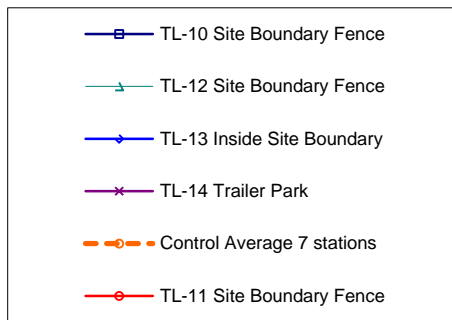 TL-10 Site Boundary Fence
TL-12 Site Boundary Fence
TL-13 Inside Site Boundary
TL-14 Trailer Park
Control Average 7 stations
TL-11 Site Boundary Fence